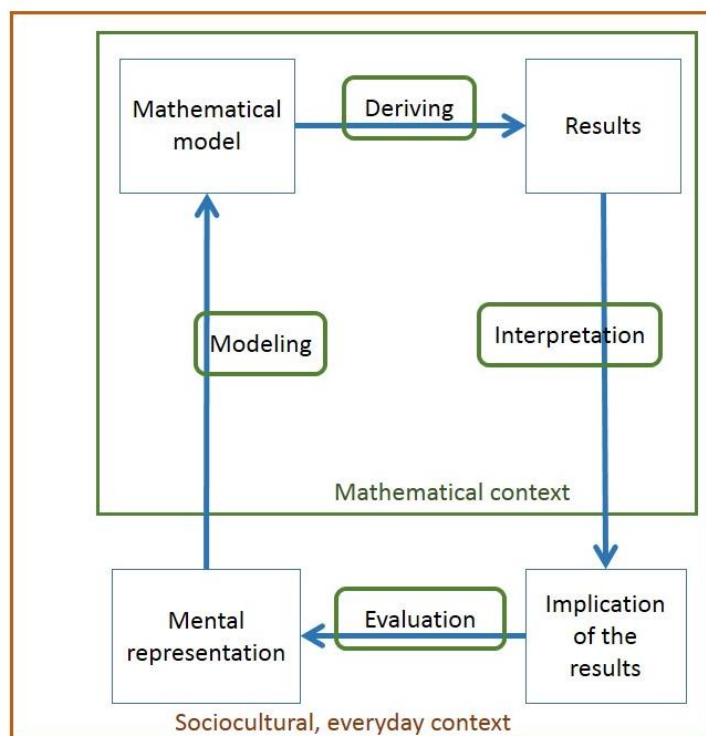 Mathematical
model
Deriving
Results
Modeling
Interpretation
Mathematical context
Mental
representation
Evaluation
Implication
of the
results
Sociocultural, everyday context